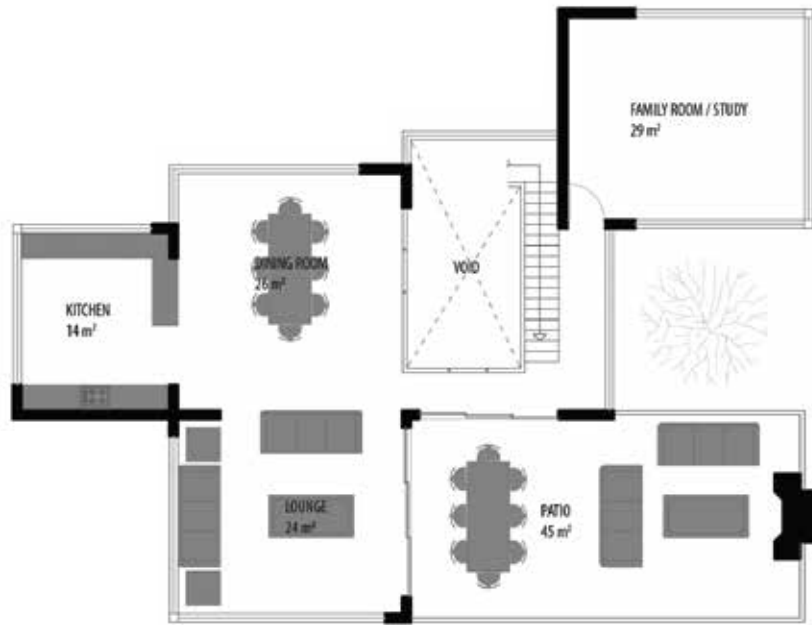 FAMILY ROOM / STUDY
29 m²
DINING ROOM
26 m²
VOID
KITCHEN
14 m²
LOUNGE
24 m²
PATIO
45 m²